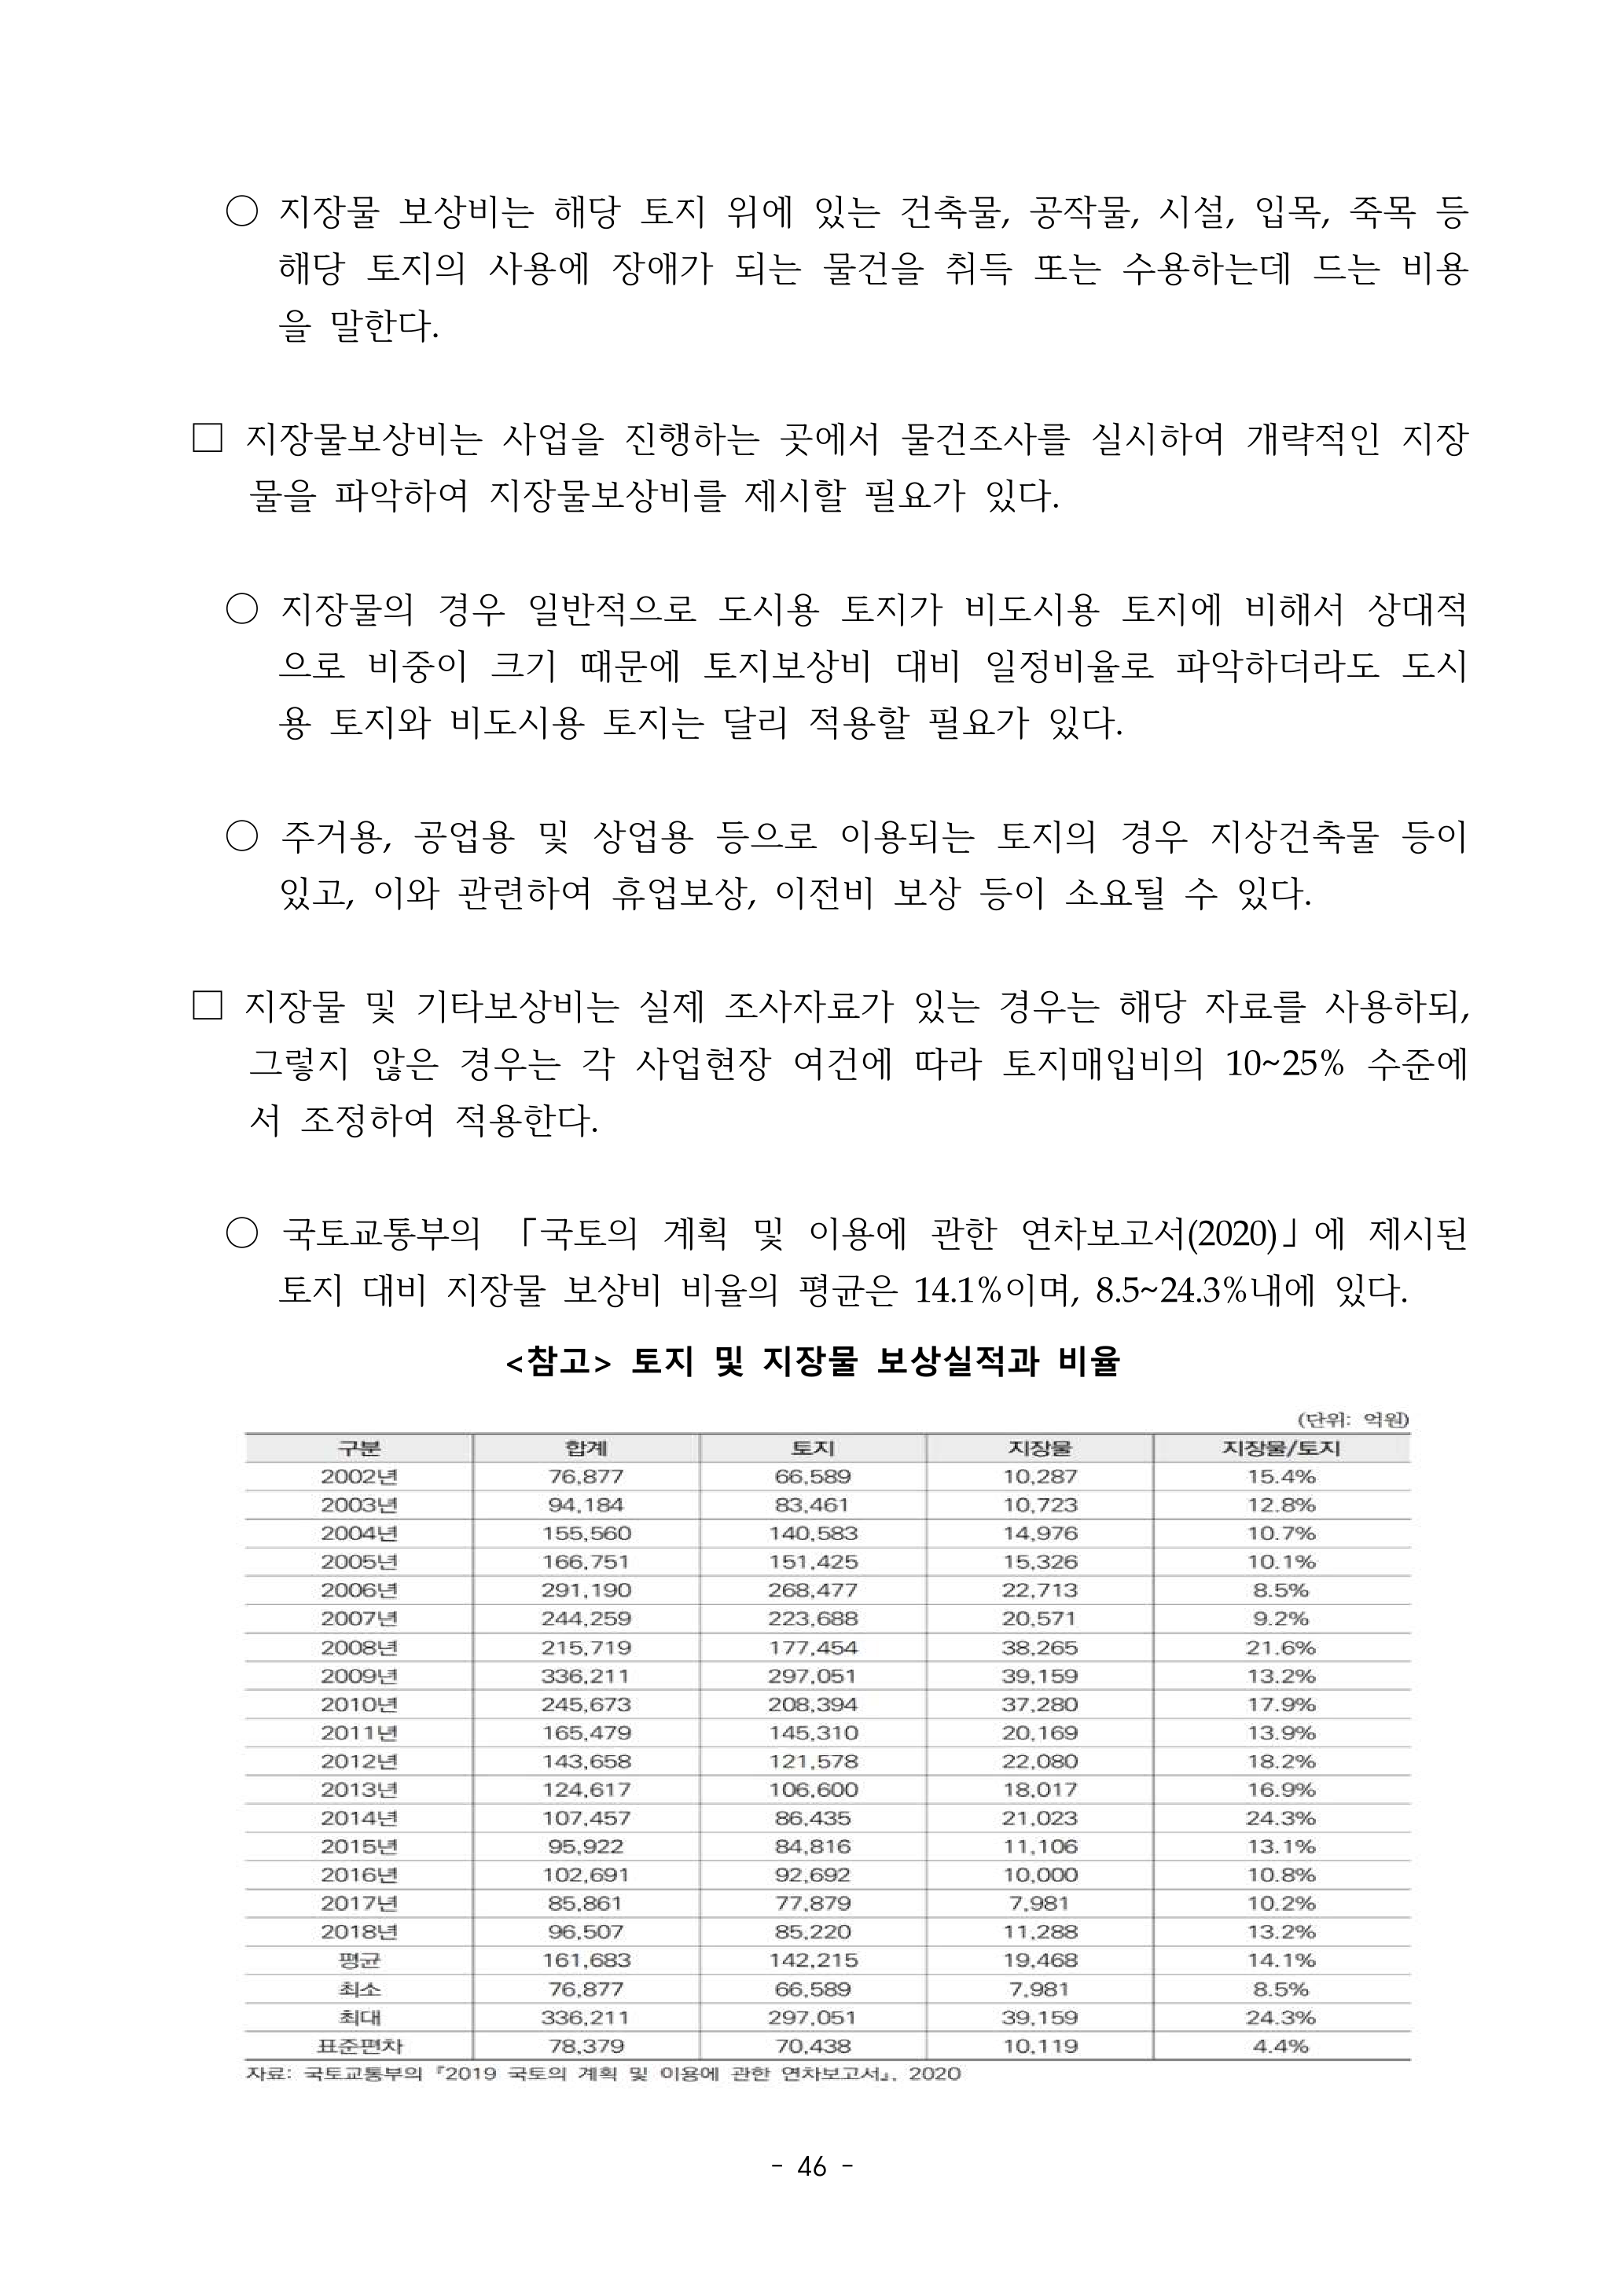 ○ 지장물 보상비는 해당 토지 위에 있는 건축물, 공작물, 시설, 입목, 죽목 등
해당 토지의 사용에 장애가 되는 물건을 취득 또는 수용하는데 드는 비용
을 말한다.
□ 지장물보상비는 사업을 진행하는 곳에서 물건조사를 실시하여 개략적인 지장
물을 파악하여 지장물보상비를 제시할 필요가 있다.
○ 지장물의 경우 일반적으로 도시용 토지가 비도시용 토지에 비해서 상대적
으로 비중이 크기 때문에 토지보상비 대비 일정비율로 파악하더라도 도시
용 토지와 비도시용 토지는 달리 적용할 필요가 있다.
○ 주거용, 공업용 및 상업용 등으로 이용되는 토지의 경우 지상건축물 등이
있고, 이와 관련하여 휴업보상, 이전비 보상 등이 소요될 수 있다.
□ 지장물 및 기타보상비는 실제 조사자료가 있는 경우는 해당 자료를 사용하되,
그렇지 않은 경우는 각 사업현장 여건에 따라 토지매입비의 10~25% 수준에
서 조정하여 적용한다.
○ 국토교통부의 「국토의 계획 및 이용에 관한 연차보고서(2020)」에 제시된
토지 대비 지장물 보상비 비율의 평균은 14.1%이며, 8.5~24.3%내에 있다.
<참고> 토지 및 지장물 보상실적과 비율
(단위: 억원)
구분 합계 토지 지장물 지장물/토지
2002년 76,877 66,589 10,287 15.4%
2003년 94,184 83,461 10,723 12.8%
2004년 155,560 140,583 14,976 10.7%
2005년 166,751 151,425 15,326 10.1%
2006년 291,190 268,477 22,713 8.5%
2007년 244,259 223,688 20,571 9.2%
2008년 215,719 177,454 38,265 21.6%
2009년 336,211 297,051 39,159 13.2%
2010년 245,673 208,394 37,280 17.9%
2011년 165,479 145,310 20,169 13.9%
2012년 143,658 121,578 22,080 18.2%
2013년 124,617 106,600 18,017 16.9%
2014년 107,457 86,435 21,023 24.3%
2015년 95,922 84,816 11,106 13.1%
2016년 102,691 92,692 10,000 10.8%
2017년 85,861 77,879 7,981 10.2%
2018년 96,507 85,220 11,288 13.2%
평균 161,683 142,215 19,468 14.1%
최소 76,877 66,589 7,981 8.5%
최대 336,211 297,051 39,159 24.3%
표준편차 78,379 70,438 10,119 4.4%
자료: 국토교통부의 『2019 국토의 계획 및 이용에 관한 연차보고서』, 2020
- 46 -